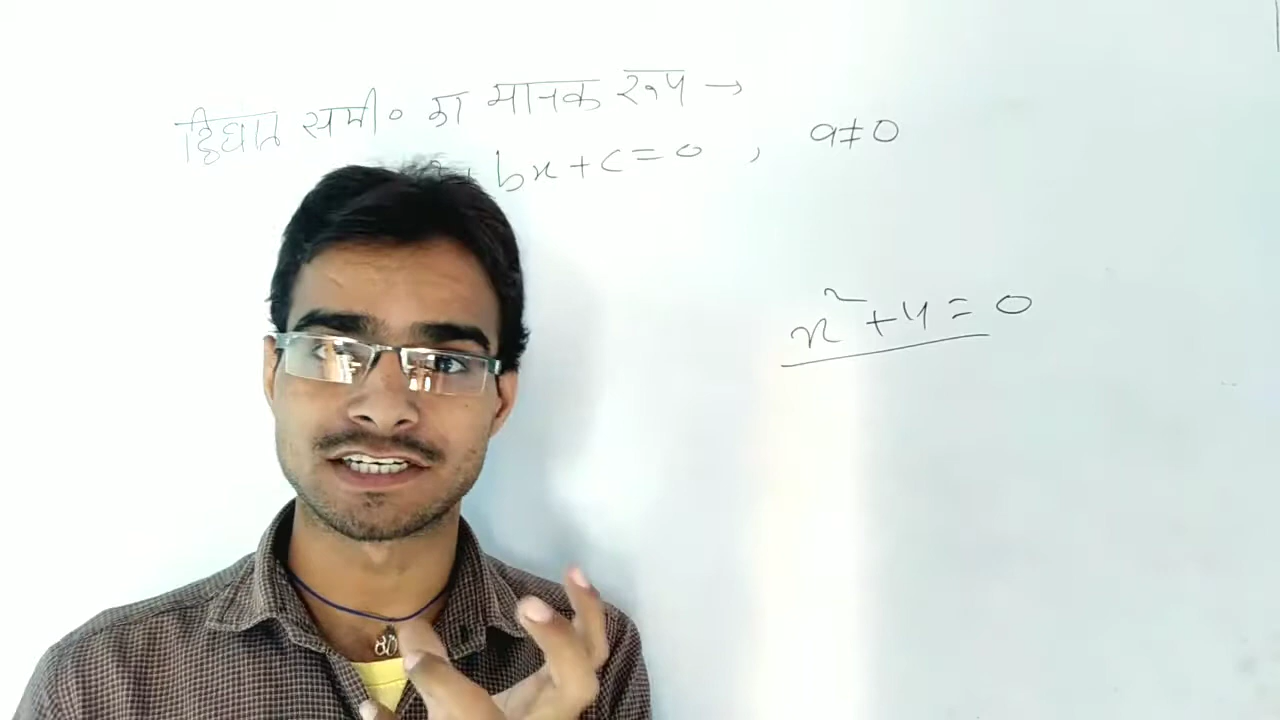 द्विघात समी० का मानक रूप →
+ bx + c = 0 , a ≠ 0
x² + 4 = 0